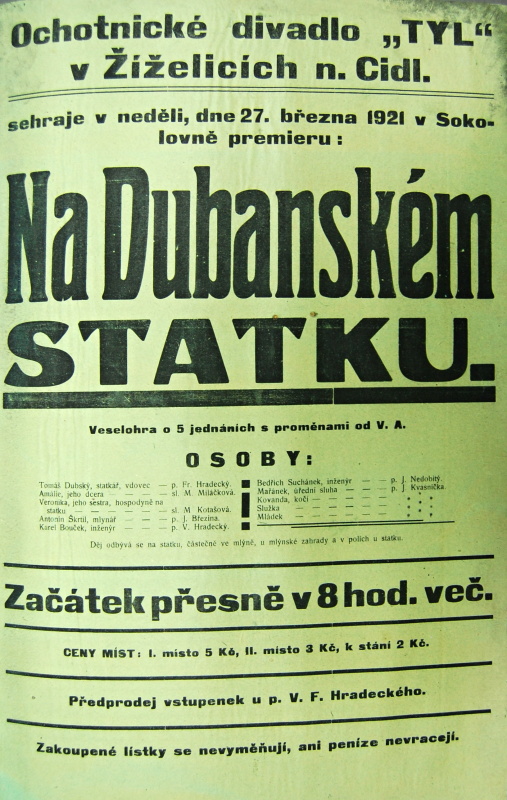 Ochotnické divadlo „TYL“
v Žíželicích n. Cidl.
sehraje v neděli, dne 27. března 1921 v Soko-
lovně premieru:
Na Dubanském
STATKU.
Veselohra o 5 jednáních s proměnami od V. A.
OSOBY:
Tomáš Dubský, statkář, vdovec — p. Fr. Hradecký.
Amálie, jeho dcera — — — — sl. M. Miláčková.
Veronika, jeho sestra, hospodyně na
statku — — — — — sl. M Kotašová.
Antonín Škrtil, mlynář — — — p. J. Březina.
Karel Bouček, inženýr — — — p. V. Hradecký.
Bedřich Suchánek, inženýr — — p. J. Nedobitý.
Mařánek, úřední sluha — — — p. J Kvasnička.
Kovanda, kočí — — — — — * * *
Služka — — — — — — * * *
Mládek — — — — — — * * *
Děj odbývá se na statku, částečně ve mlýně, u mlýnské zahrady a v polích u statku.
Začátek přesně v 8 hod. več.
CENY MÍST: I. místo 5 Kč, II. místo 3 Kč, k stání 2 Kč.
Předprodej vstupenek u p. V. F. Hradeckého.
Zakoupené lístky se nevyměňují, ani peníze nevracejí.